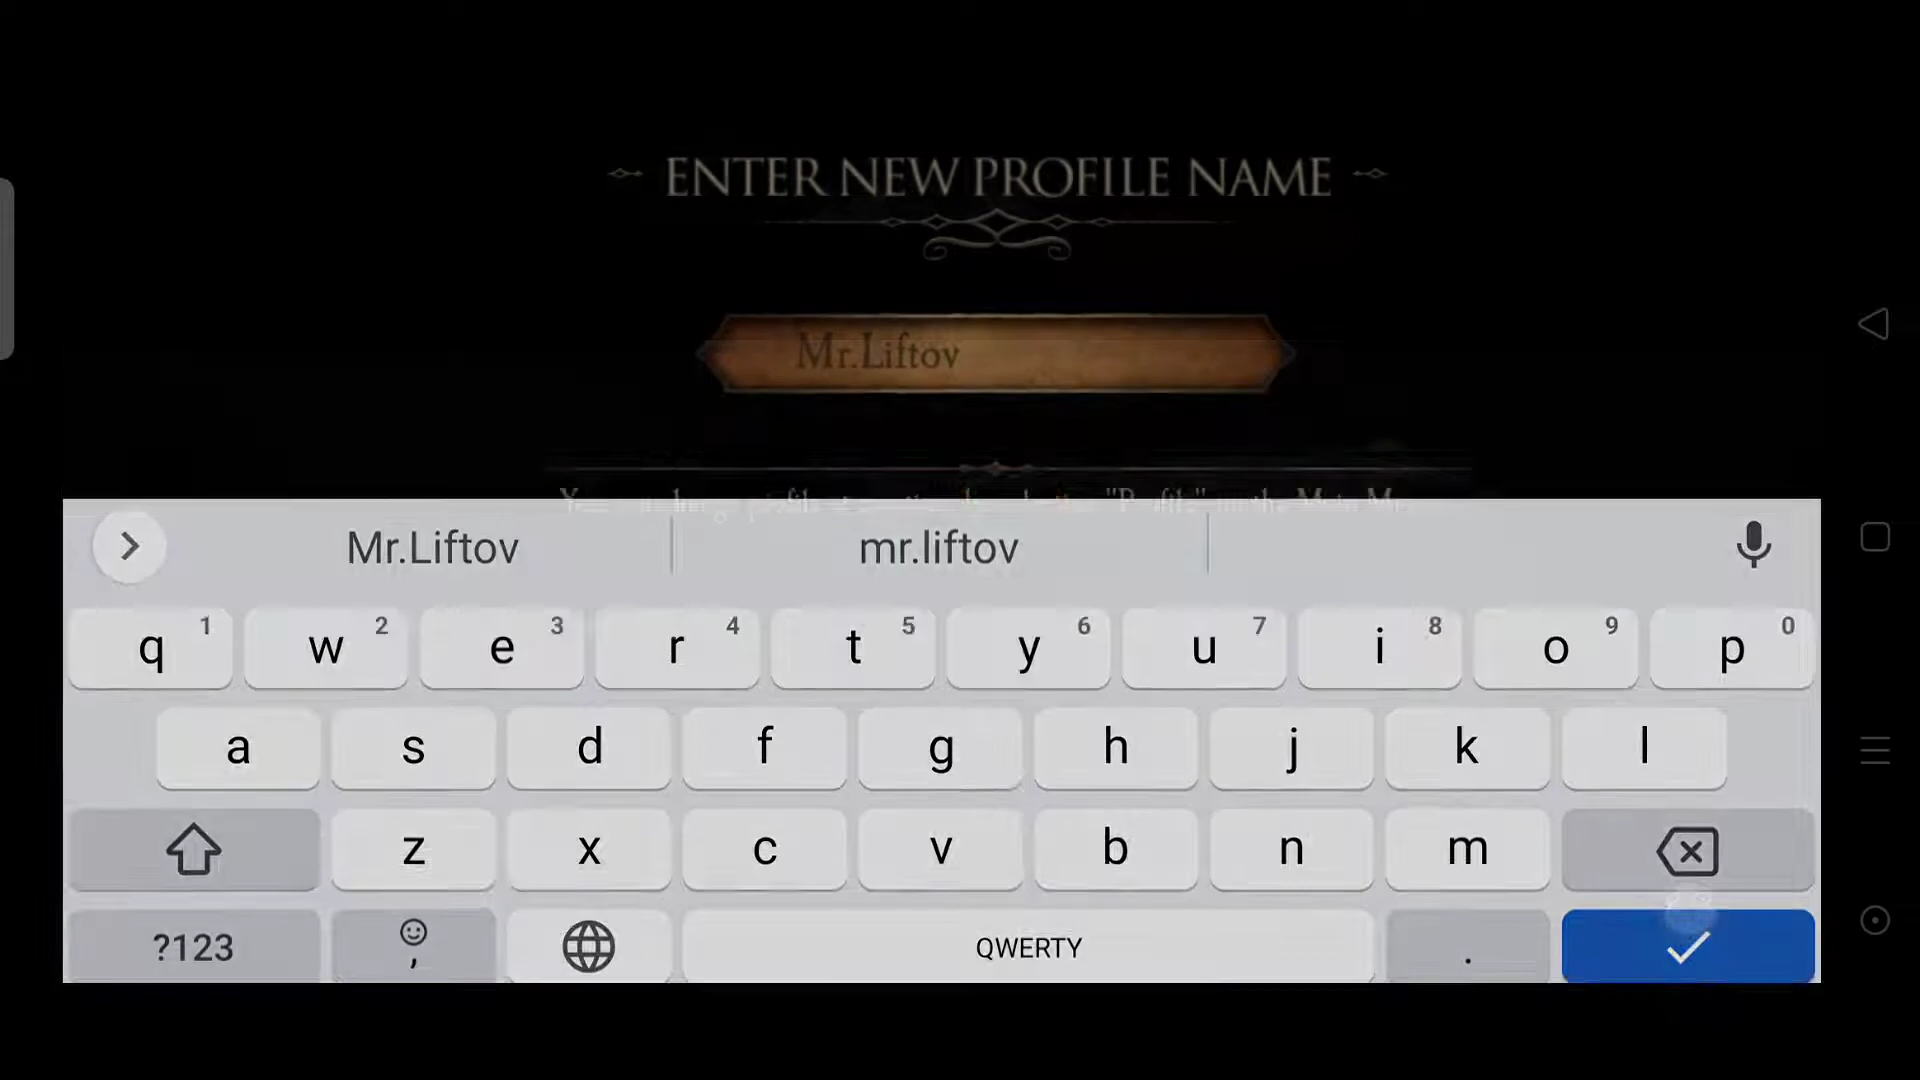 ENTER NEW PROFILE NAME
Mr.Liftov
Mr.Liftov mr.liftov
q 1 w 2 e 3 r 4 t 5 y 6 u 7 i 8 o 9 p 0
a s d f g h j k l
z x c v b n m
?123 , QWERTY .